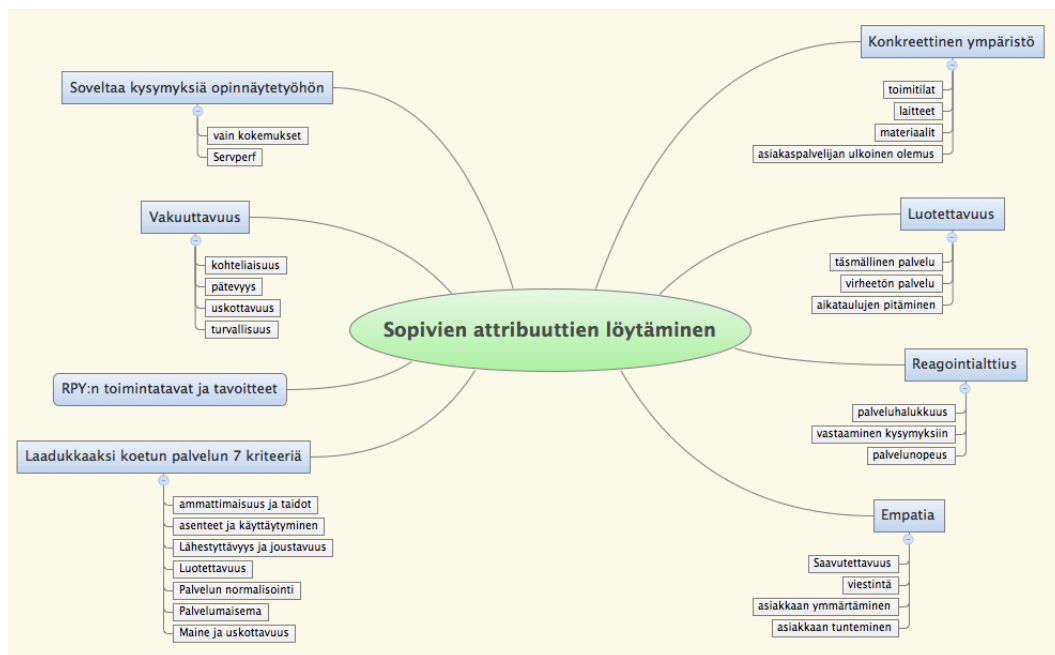 Sopivien attribuuttien löytäminen
Soveltaa kysymyksiä opinnäytetyöhön
vain kokemukset
Servperf
Vakuuttavuus
kohteliaisuus
pätevyys
uskottavuus
turvallisuus
RPY:n toimintatavat ja tavoitteet
Laadukkaaksi koetun palvelun 7 kriteeriä
ammattimaisuus ja taidot
asenteet ja käyttäytyminen
Lähestyttävyys ja joustavuus
Luotettavuus
Palvelun normalisointi
Palvelumaisema
Maine ja uskottavuus
Konkreettinen ympäristö
toimitilat
laitteet
materiaalit
asiakaspalvelijan ulkoinen olemus
Luotettavuus
täsmällinen palvelu
virheetön palvelu
aikataulujen pitäminen
Reagointialttius
palveluhalukkuus
vastaaminen kysymyksiin
palvelunopeus
Empatia
Saavutettavuus
viestintä
asiakkaan ymmärtäminen
asiakkaan tunteminen